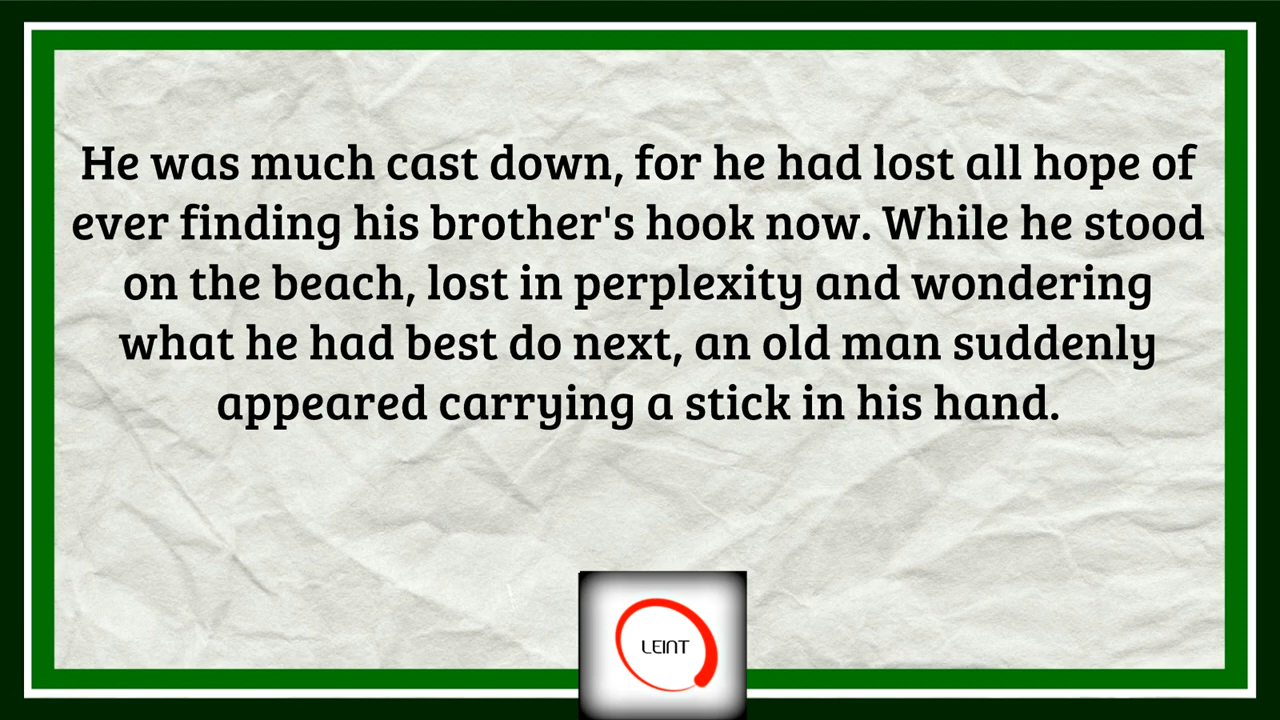 He was much cast down, for he had lost all hope of
ever finding his brother's hook now. While he stood
on the beach, lost in perplexity and wondering
what he had best do next, an old man suddenly
appeared carrying a stick in his hand.
LEINT